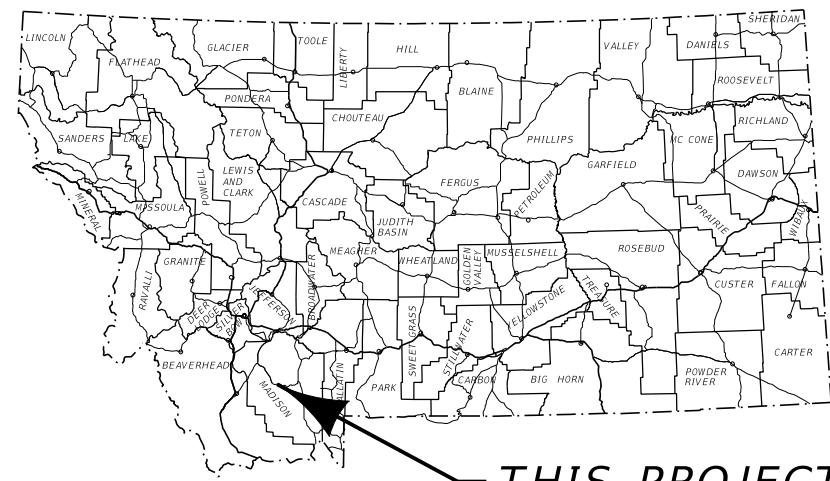 SHERIDAN
LINCOLN
GLACIER
TOOLE
LIBERTY
HILL
VALLEY
DANIELS
FLATHEAD
ROOSEVELT
PONDERA
BLAINE
CHOUTEAU
RICHLAND
SANDERS
LAKE
TETON
PHILLIPS
MC CONE
GARFIELD
DAWSON
LEWIS
AND
CLARK
POWELL
FERGUS
PETROLEUM
CASCADE
MINERAL
MISSOULA
JUDITH
BASIN
PRAIRIE
WIBAUX
MEAGHER
WHEATLAND
GOLDEN
VALLEY
MUSSELSHELL
ROSEBUD
GRANITE
RAVALLI
BROADWATER
JEFFERSON
TREASURE
CUSTER
FALLON
DEER
LODGE
SILVER
BOW
SWEET GRASS
STILLWATER
YELLOWSTONE
BEAVERHEAD
MADISON
GALLATIN
PARK
CARBON
BIG HORN
POWDER
RIVER
CARTER
THIS PROJECT